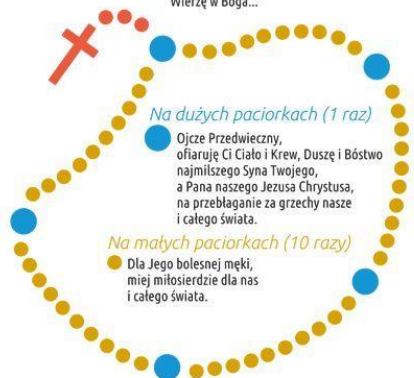 Wierzę w Boga...
Na dużych paciorkach (1 raz)
Ojcze Przedwieczny,
ofiaruję Ci Ciało i Krew, Duszę i Bóstwo
najmilszego Syna Twojego,
a Pana naszego Jezusa Chrystusa,
na przebłaganie za grzechy nasze
i całego świata.
Na małych paciorkach (10 razy)
Dla Jego bolesnej męki,
miej miłosierdzie dla nas
i całego świata.